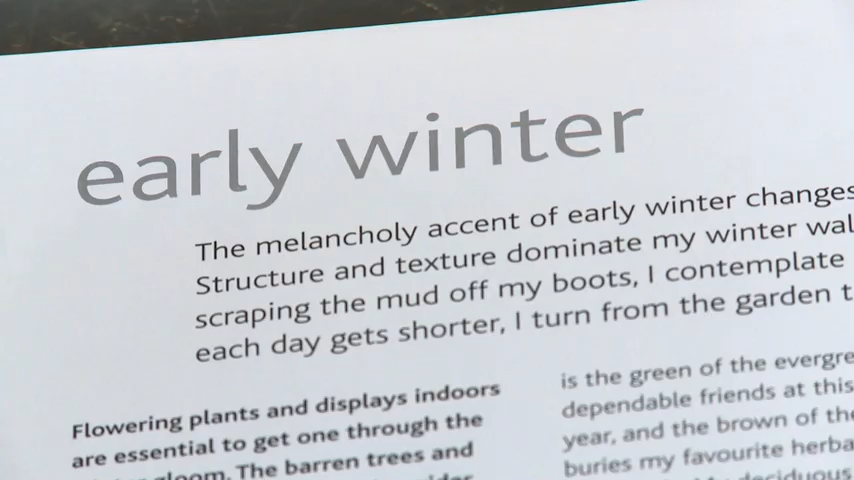 early winter
The melancholy accent of early winter changes
Structure and texture dominate my winter wal
scraping the mud off my boots, I contemplate
each day gets shorter, I turn from the garden t
Flowering plants and displays indoors
are essential to get one through the
gloom. The barren trees and
is the green of the evergre
dependable friends at this
year, and the brown of the
buries my favourite herba
deciduous